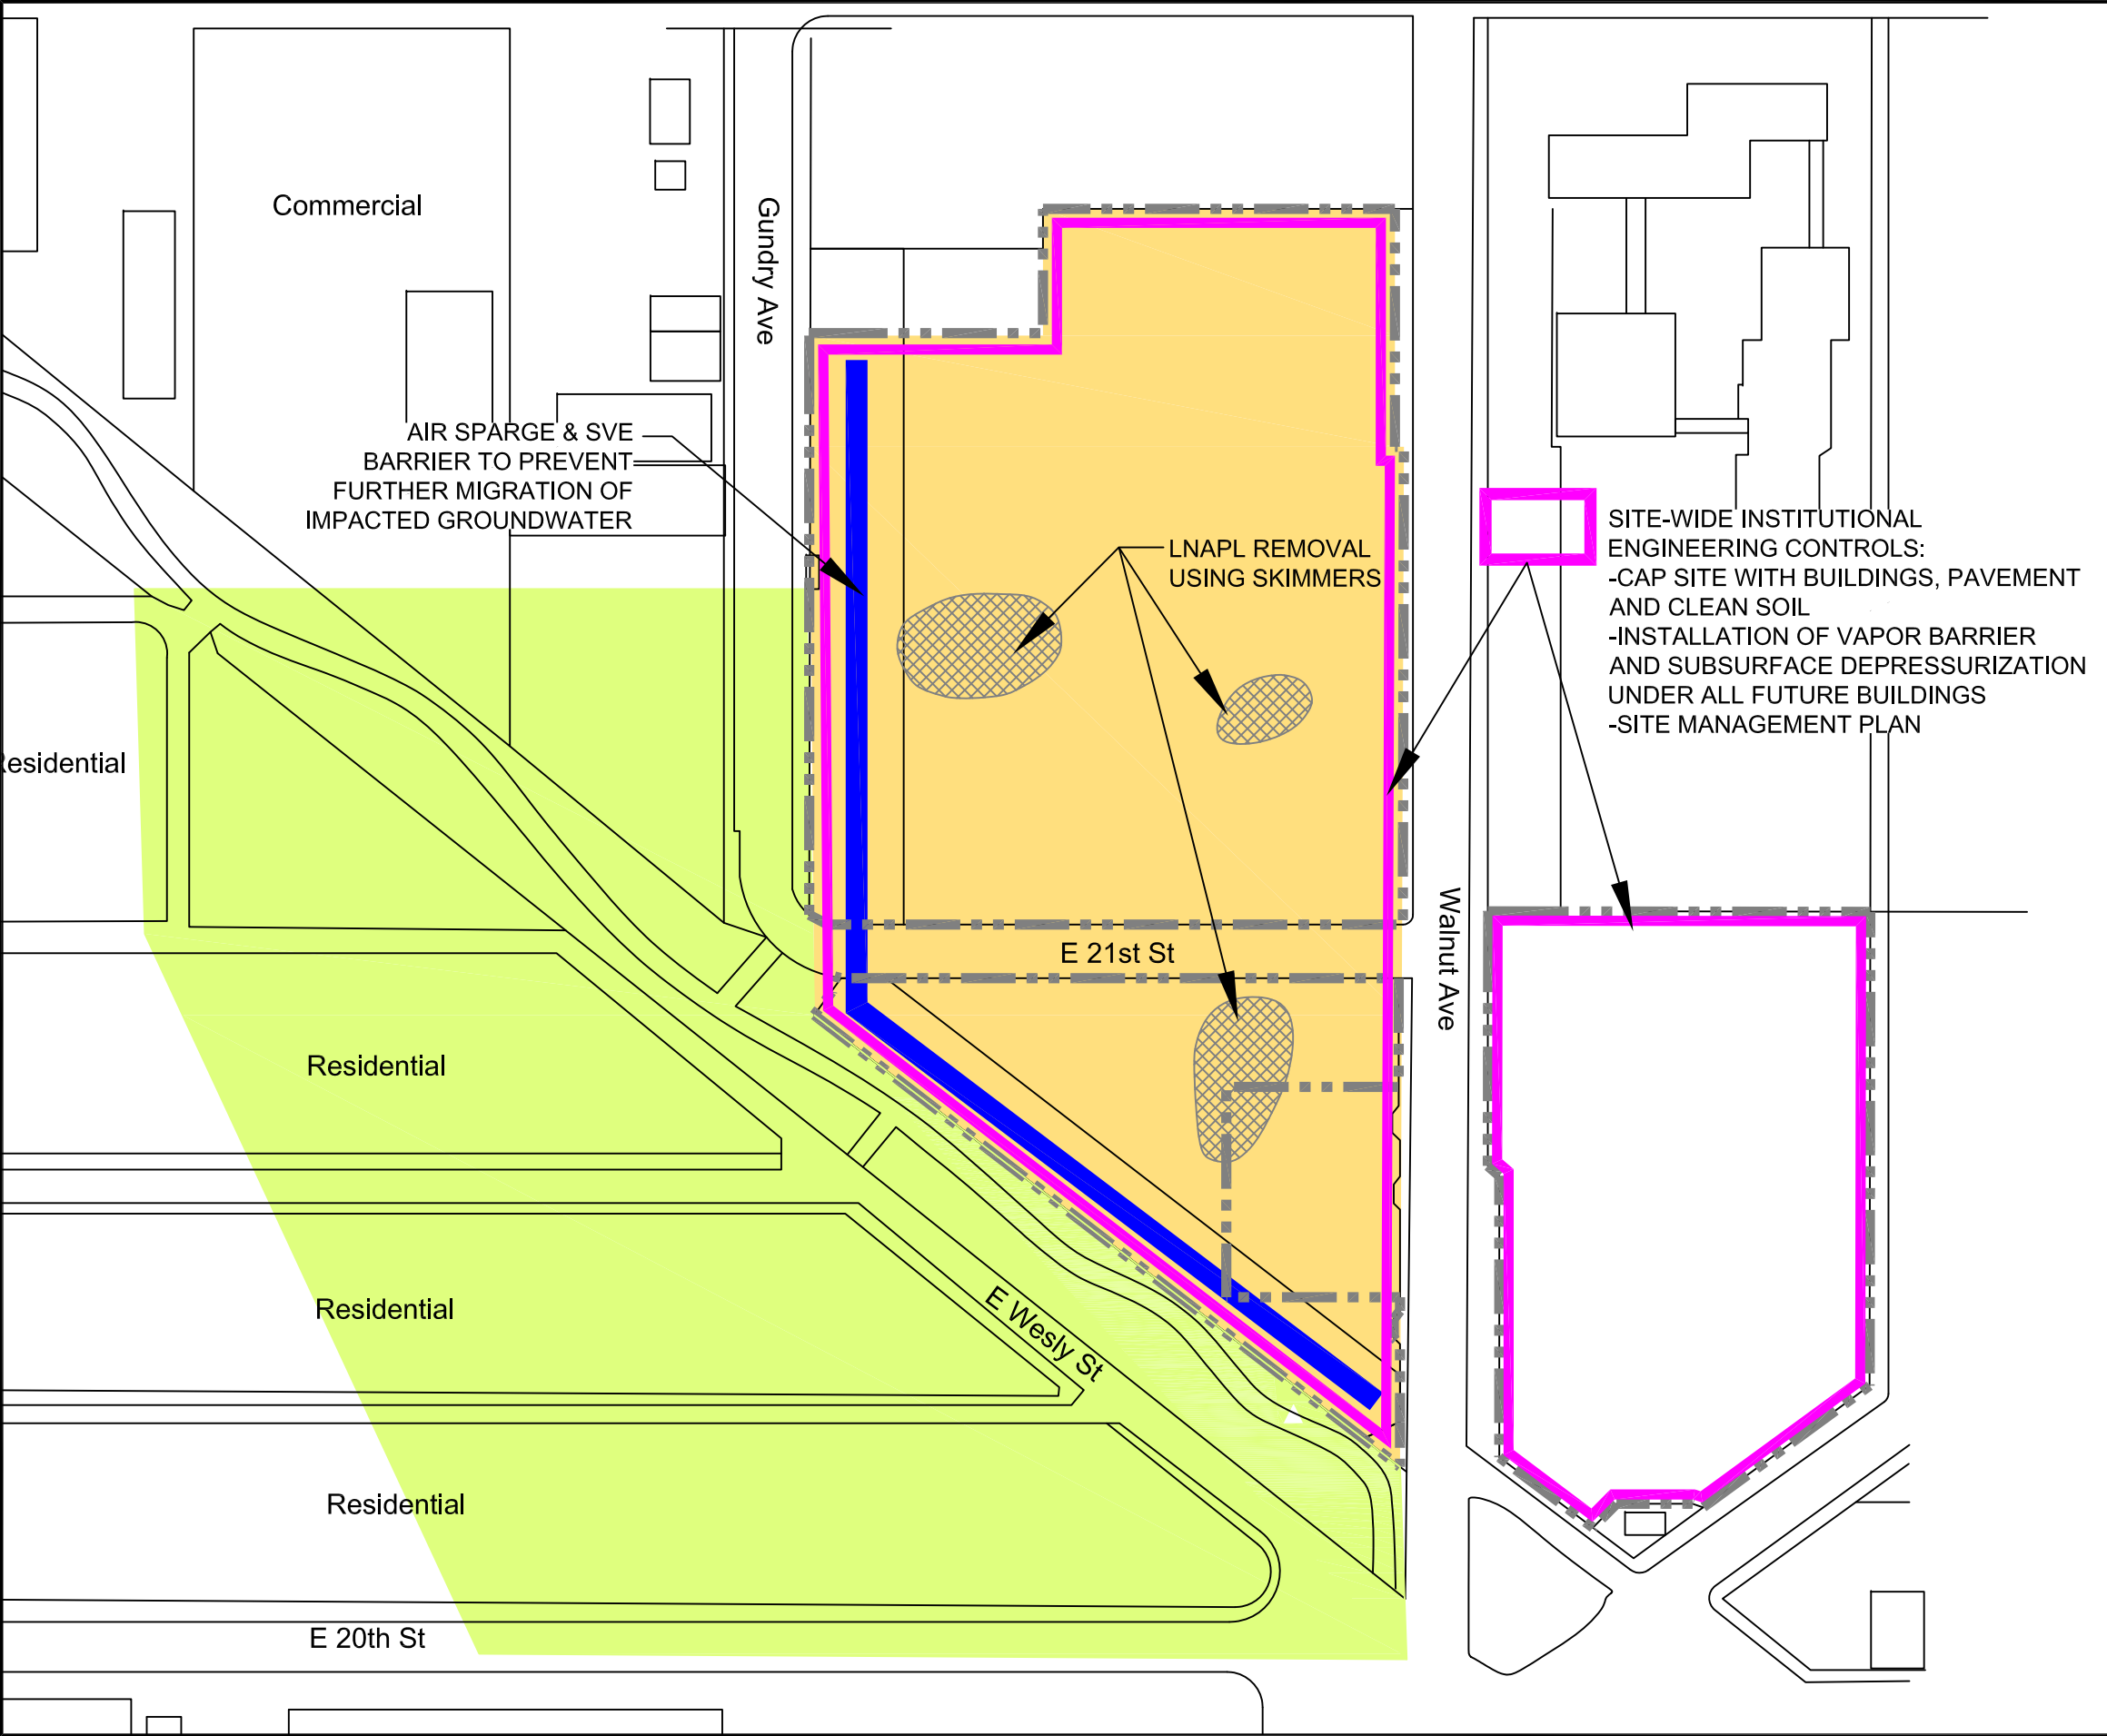 Commercial
Gundry Ave
AIR SPARGE & SVE
BARRIER TO PREVENT
FURTHER MIGRATION OF
IMPACTED GROUNDWATER
LNAPL REMOVAL
USING SKIMMERS
SITE-WIDE INSTITUTIONAL
ENGINEERING CONTROLS:
-CAP SITE WITH BUILDINGS, PAVEMENT
AND CLEAN SOIL
-INSTALLATION OF VAPOR BARRIER
AND SUBSURFACE DEPRESSURIZATION
UNDER ALL FUTURE BUILDINGS
-SITE MANAGEMENT PLAN
Residential
E 21st St
Walnut Ave
Residential
Residential
E Wesly St
Residential
E 20th St